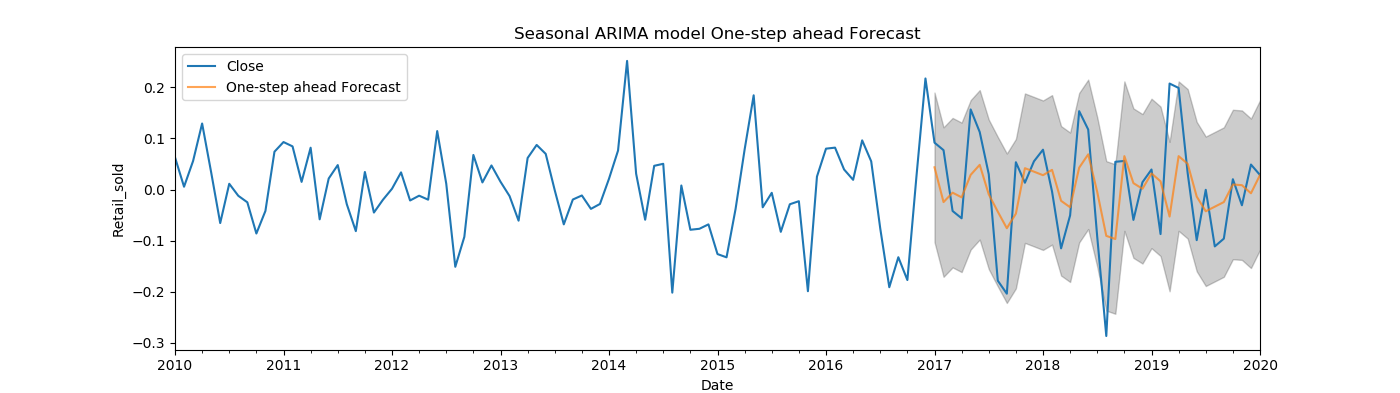 Seasonal ARIMA model One-step ahead Forecast
Close
One-step ahead Forecast
Retail_sold
0.2
0.1
0.0
−0.1
−0.2
−0.3
2010 2011 2012 2013 2014 2015 2016 2017 2018 2019 2020
Date